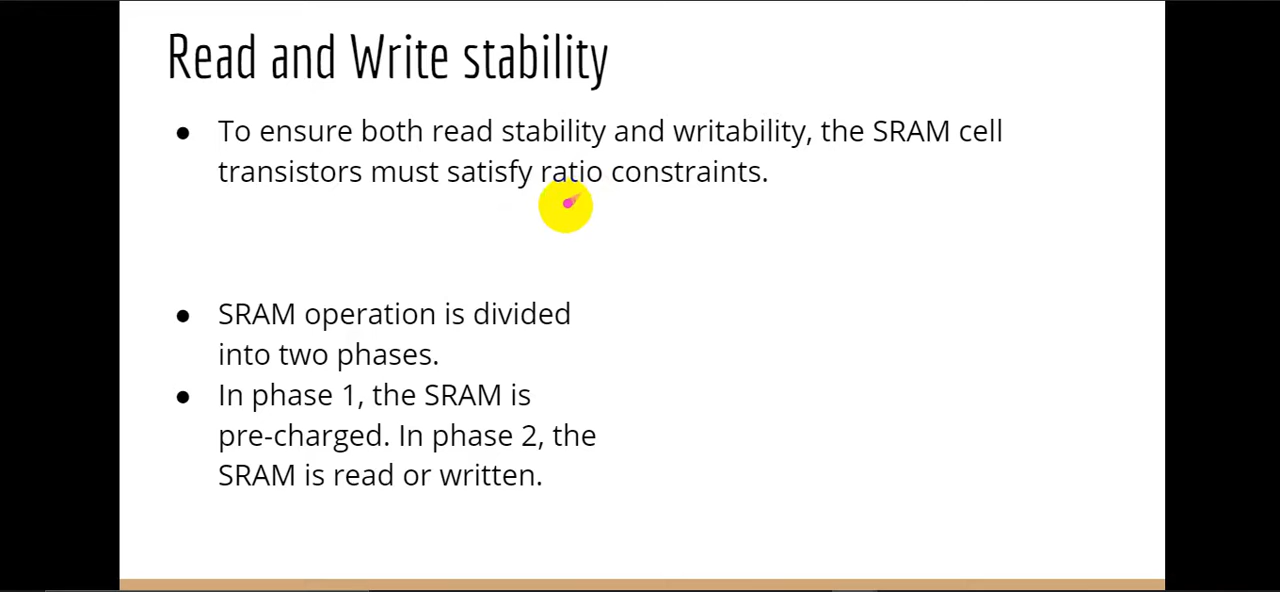 Read and Write stability
● To ensure both read stability and writability, the SRAM cell
transistors must satisfy ratio constraints.
● SRAM operation is divided
into two phases.
● In phase 1, the SRAM is
pre-charged. In phase 2, the
SRAM is read or written.